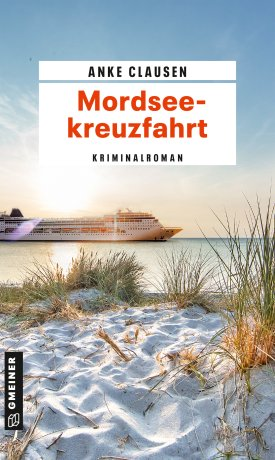 ANKE CLAUSEN
Mordsee-
kreuzfahrt
KRIMINALROMAN
GMEINER